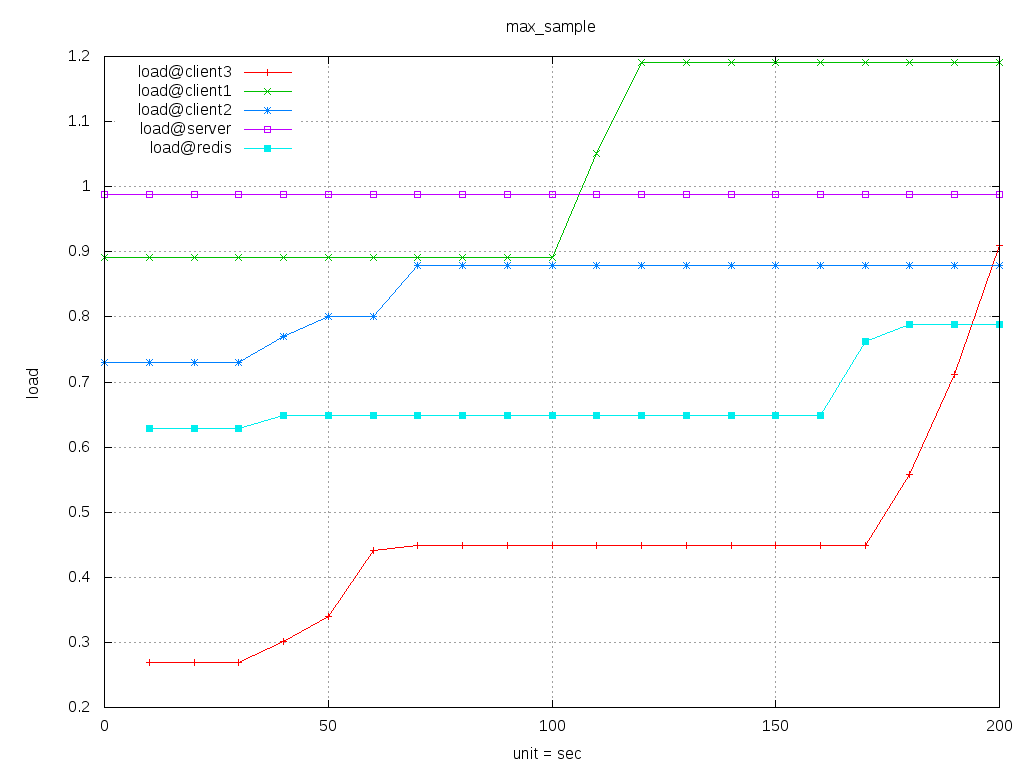 max_sample
1.2
load@client3
load@client1
load@client2
load@server
load@redis
1.1
1
0.9
0.8
0.7
load
0.6
0.5
0.4
0.3
0.2
0 50 100 150 200
unit = sec